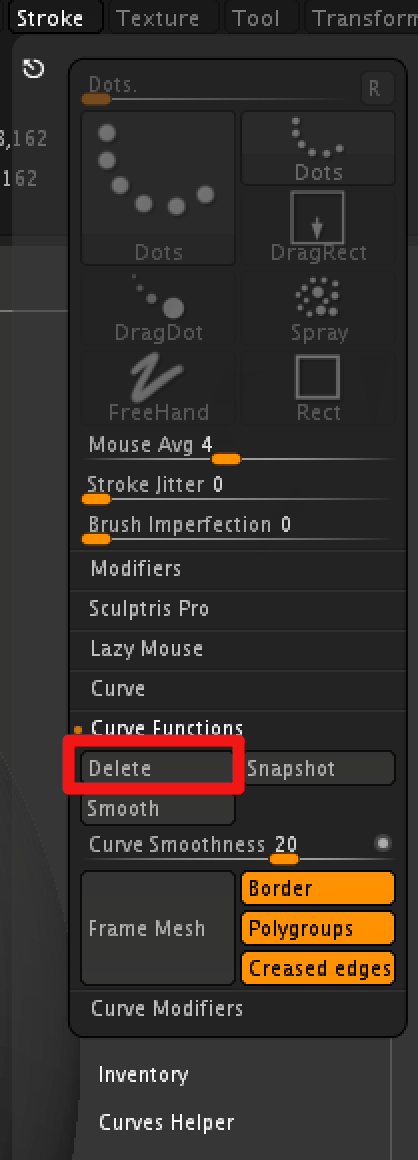 Stroke Texture Tool Transform
Dots. R
3,162
162
Dots
Dots
DragRect
DragDot Spray
FreeHand Rect
Mouse Avg 4
Stroke Jitter 0
Brush Imperfection 0
Modifiers
Sculptris Pro
Lazy Mouse
Curve
Curve Functions
Delete Snapshot
Smooth
Curve Smoothness 20
Frame Mesh
Border
Polygroups
Creased edges
Curve Modifiers
Inventory
Curves Helper